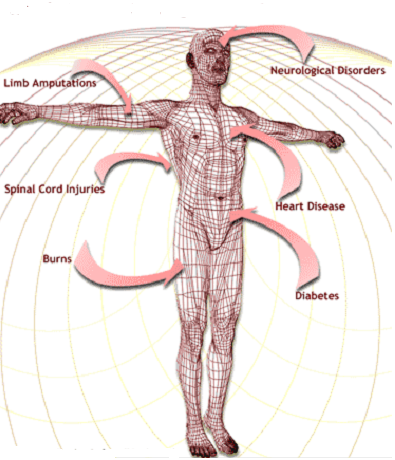 Neurological Disorders
Limb Amputations
Spinal Cord Injuries
Heart Disease
Burns
Diabetes